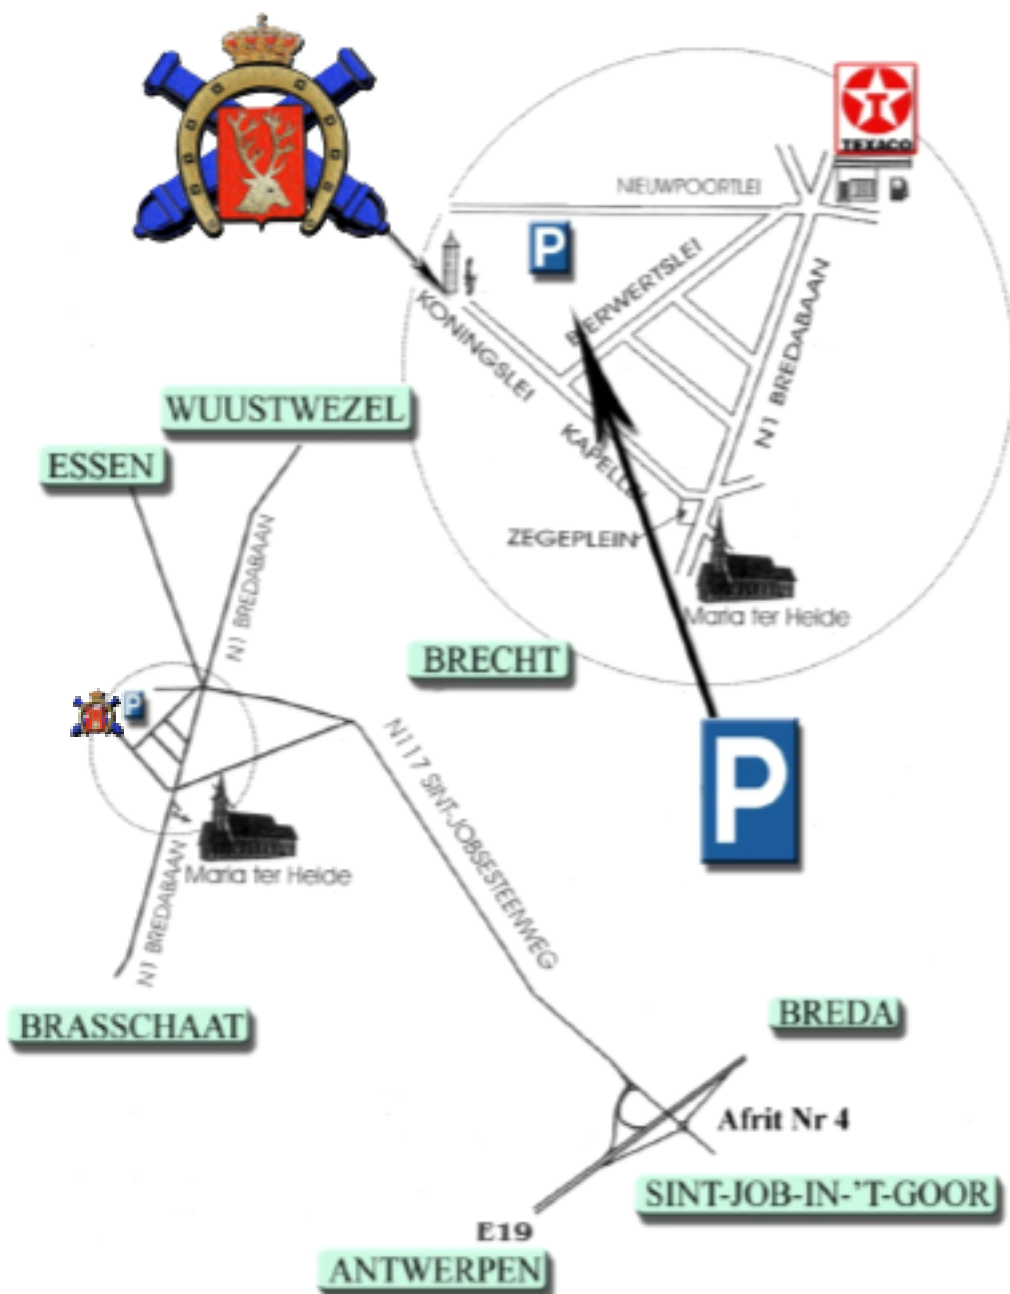 TEXACO
NIEUWPOORTLEI
P
BIERWERTSLEI
KONINGSLEI
N1 BREDABAAN
KAPELLEI
WUUSTWEZEL
ESSEN
ZEGEPLEIN
N1 BREDABAAN
Maria ter Heide
BRECHT
P
N117 SINT-JOBSESTEENWEG
P
Maria ter Heide
N1 BREDABAAN
BRASSCHAAT
BREDA
Afrit Nr 4
SINT-JOB-IN-'T-GOOR
E19
ANTWERPEN